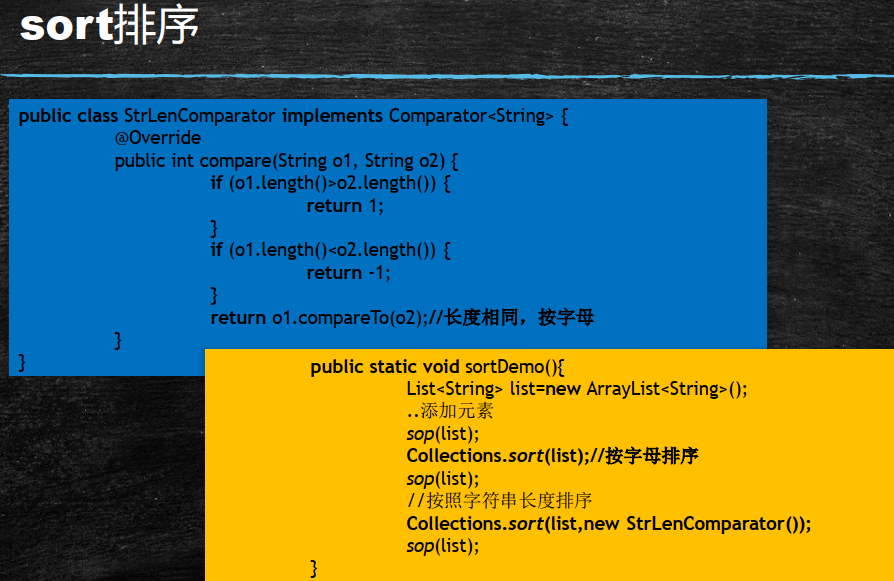 sort排序
public class StrLenComparator implements Comparator<String> {
@Override
public int compare(String o1, String o2) {
if (o1.length()>o2.length()) {
return 1;
}
if (o1.length()<o2.length()) {
return -1;
}
return o1.compareTo(o2);//长度相同，按字母
}
}
public static void sortDemo(){
List<String> list=new ArrayList<String>();
..添加元素
sop(list);
Collections.sort(list);//按字母排序
sop(list);
//按照字符串长度排序
Collections.sort(list,new StrLenComparator());
sop(list);
}